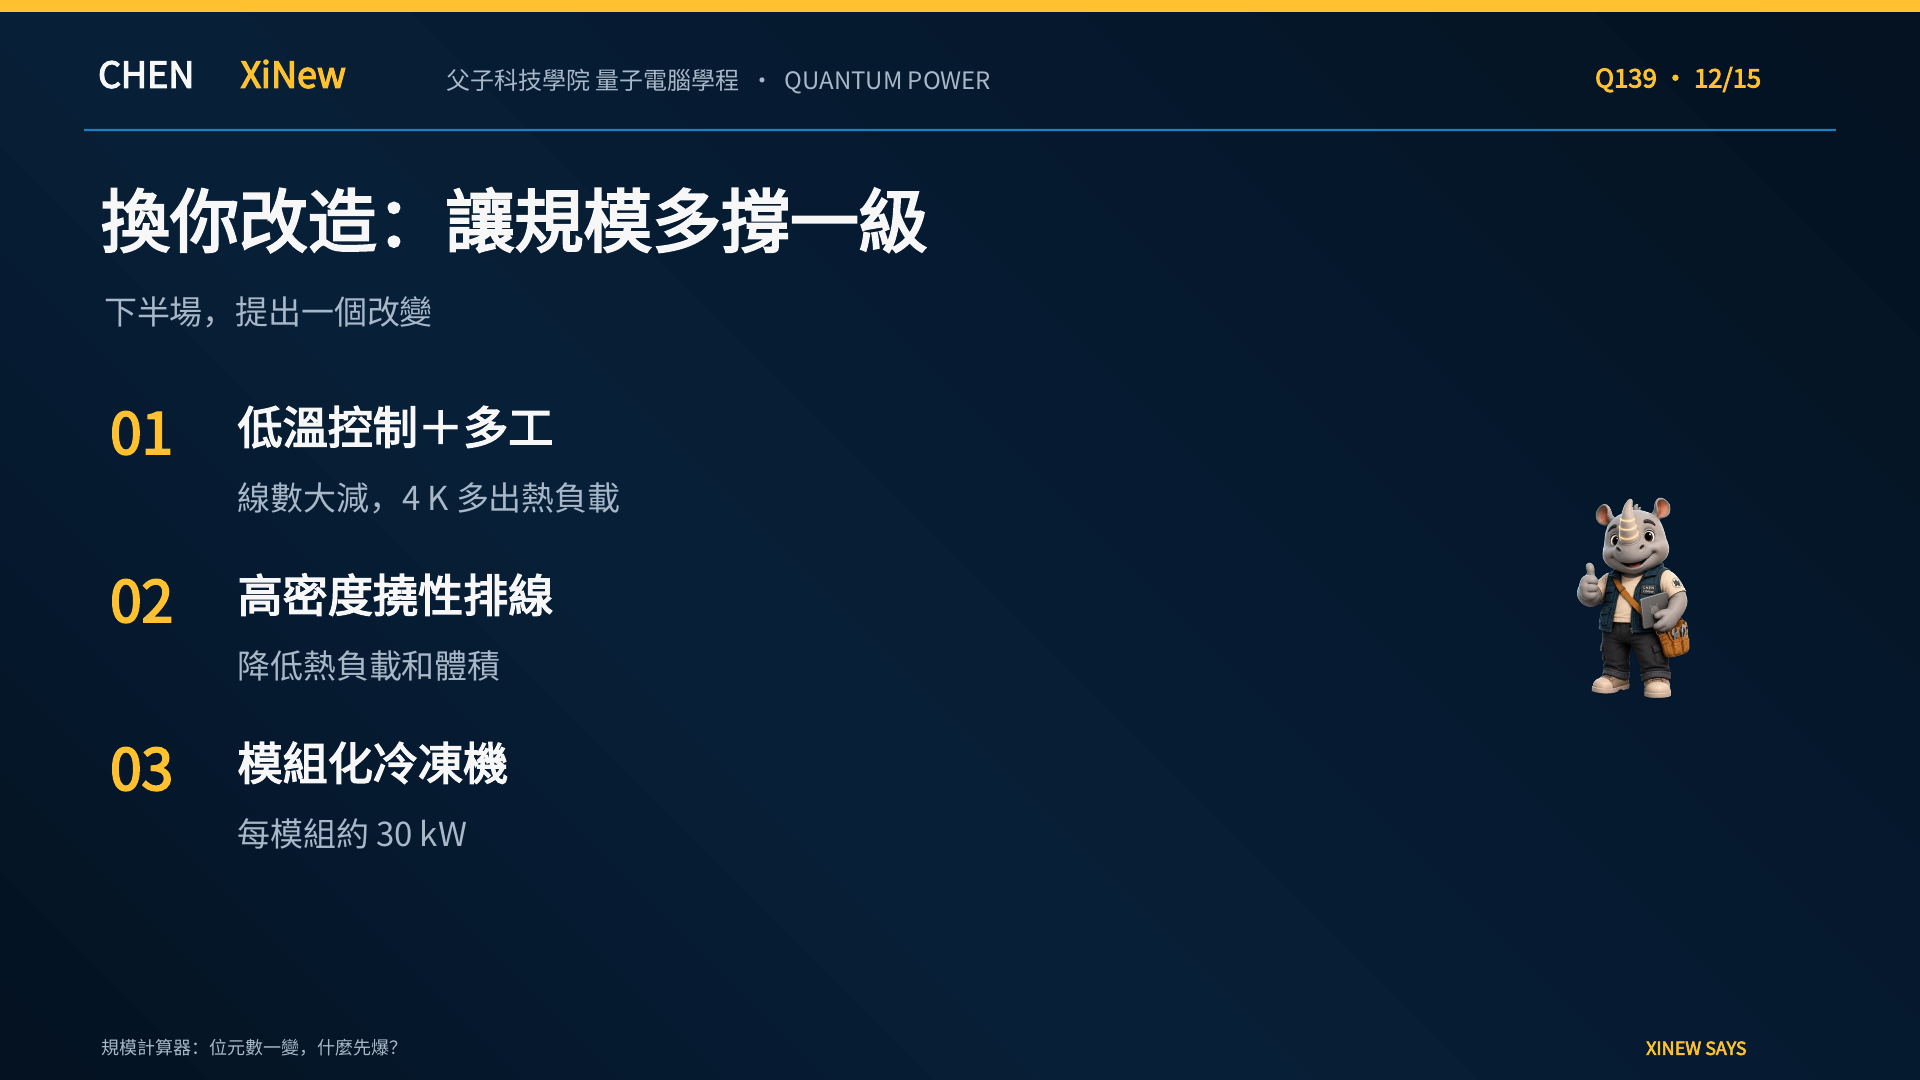 CHEN XiNew 父子科技學院 量子電腦學程 · QUANTUM POWER Q139 · 12/15
換你改造：讓規模多撐一級
下半場，提出一個改變
01 低溫控制＋多工
線數大減，4 K 多出熱負載
02 高密度撓性排線
降低熱負載和體積
03 模組化冷凍機
每模組約 30 kW
規模計算器：位元數一變，什麼先爆？
XINEW SAYS